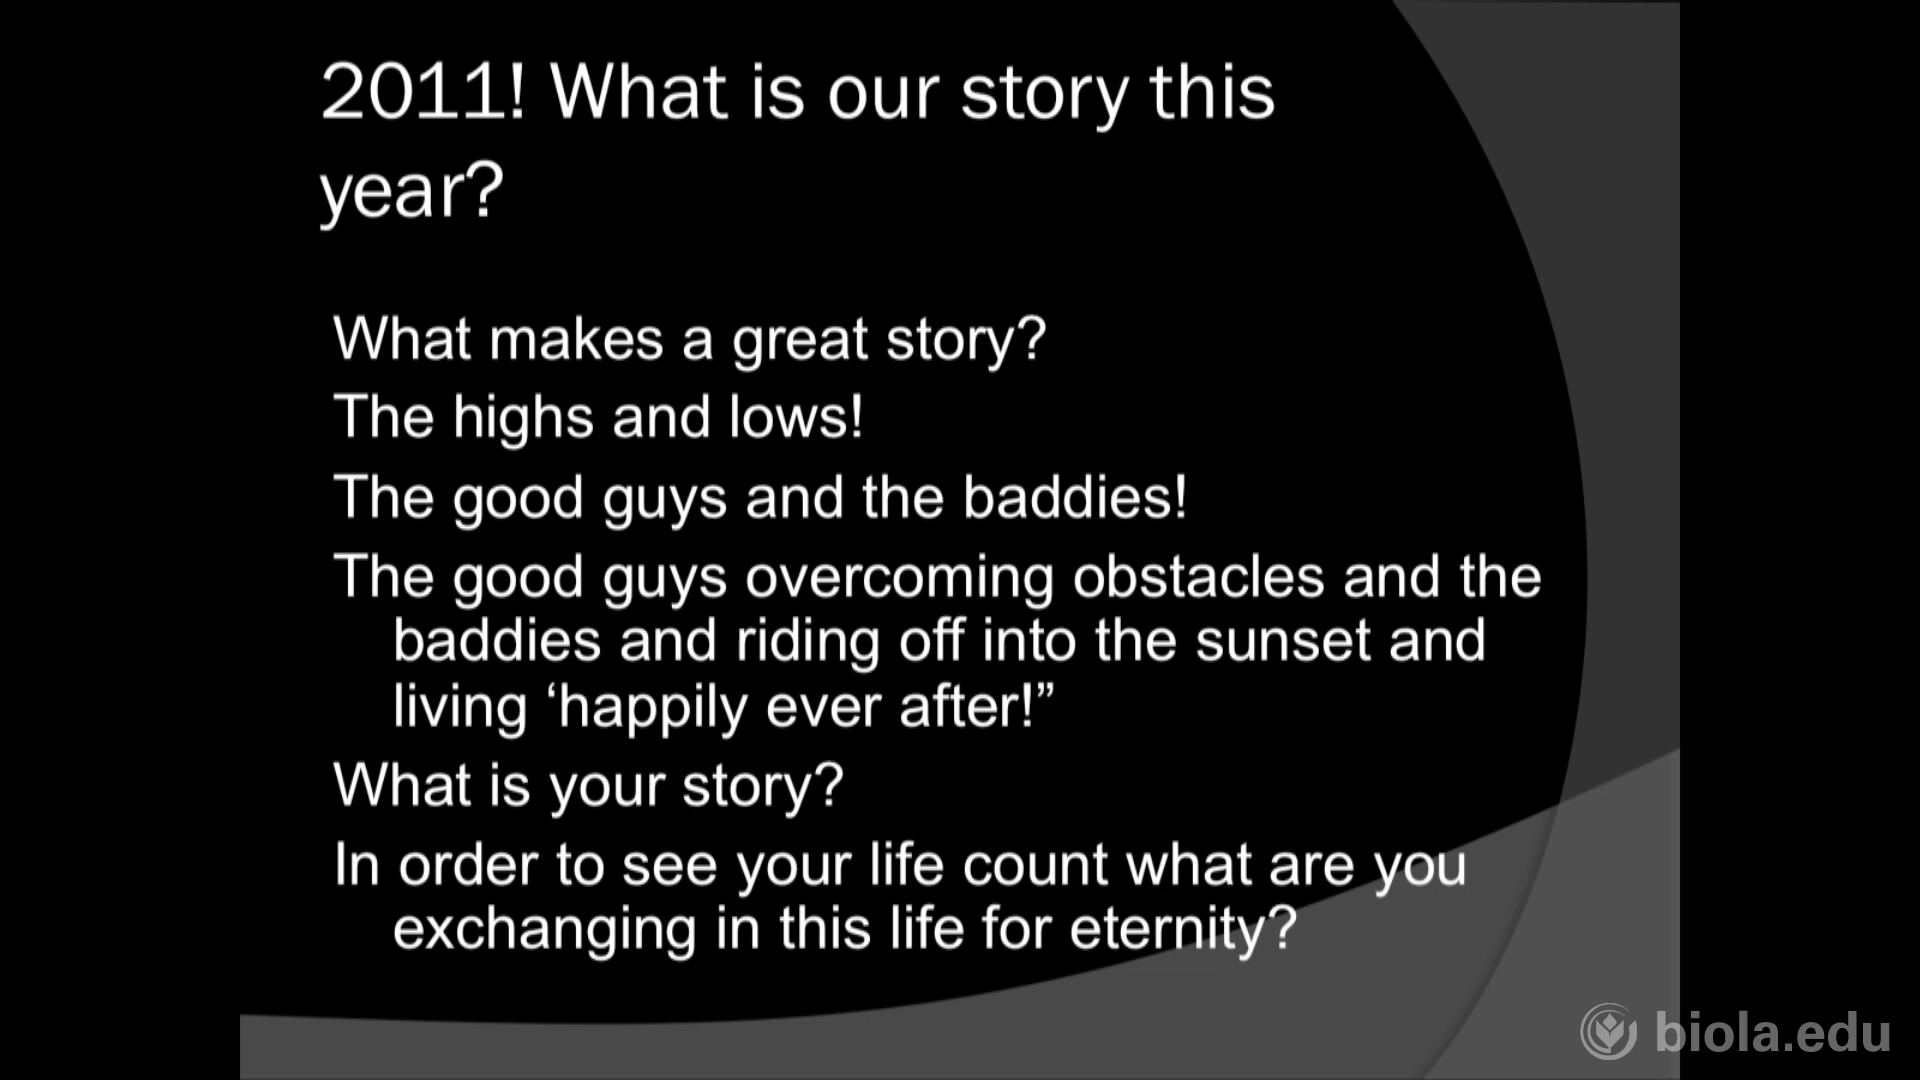 2011! What is our story this
year?
What makes a great story?
The highs and lows!
The good guys and the baddies!
The good guys overcoming obstacles and the
baddies and riding off into the sunset and
living ‘happily ever after!”
What is your story?
In order to see your life count what are you
exchanging in this life for eternity?
biola.edu